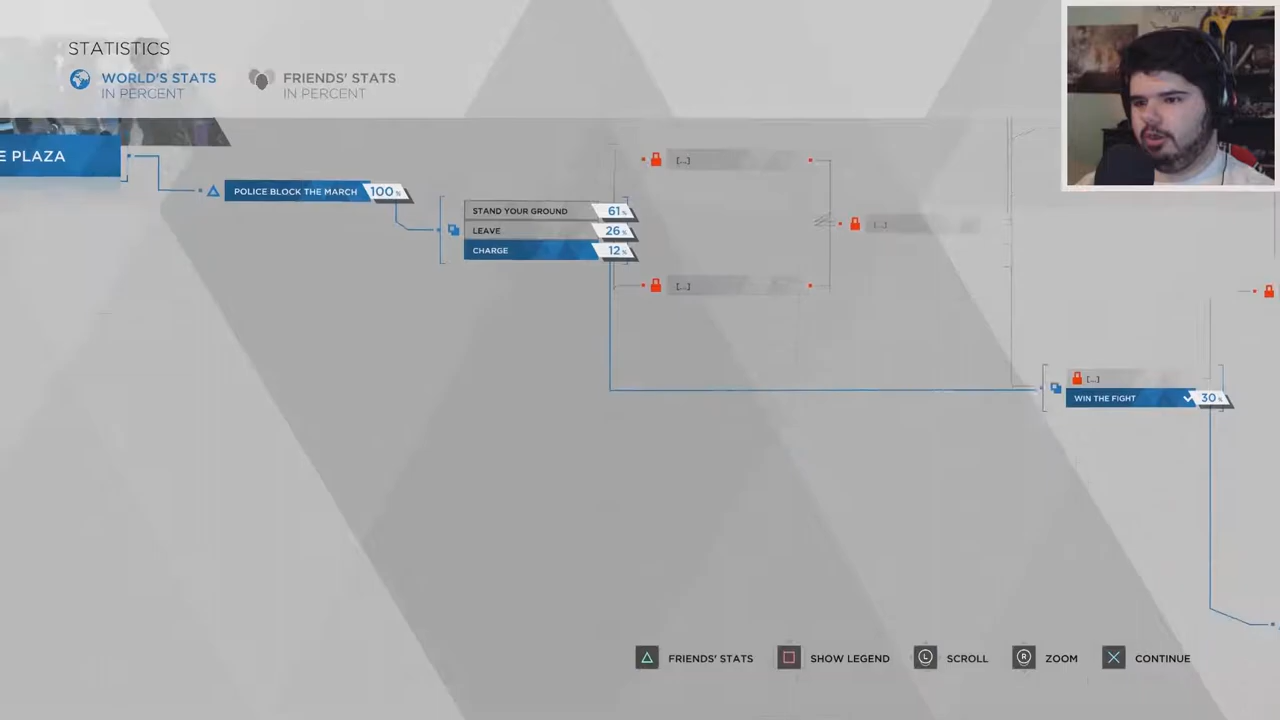 STATISTICS
WORLD'S STATS
IN PERCENT
FRIENDS' STATS
IN PERCENT
E PLAZA
POLICE BLOCK THE MARCH 100%
STAND YOUR GROUND 61%
LEAVE 26%
CHARGE 12%
[...]
[...]
[...]
[...]
WIN THE FIGHT 30%
FRIENDS' STATS
SHOW LEGEND
L SCROLL
R ZOOM
CONTINUE